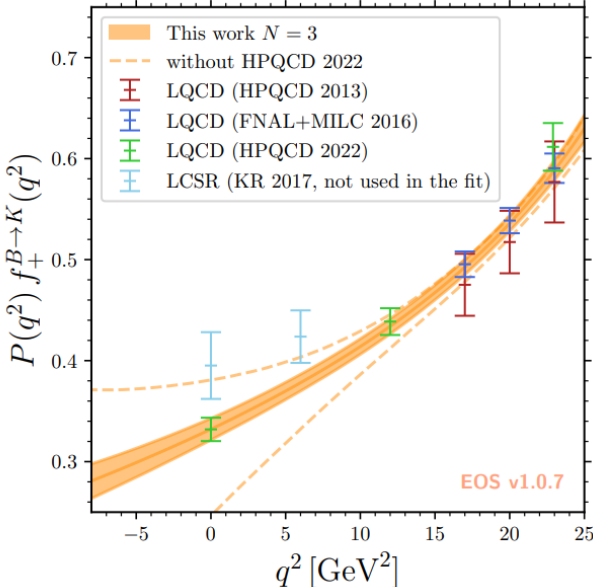 This work N = 3
without HPQCD 2022
LQCD (HPQCD 2013)
LQCD (FNAL+MILC 2016)
LQCD (HPQCD 2022)
LCSR (KR 2017, not used in the fit)
P(q²) f₊^{B→K}(q²)
0.7
0.6
0.5
0.4
0.3
EOS v1.0.7
−5 0 5 10 15 20 25
q² [GeV²]